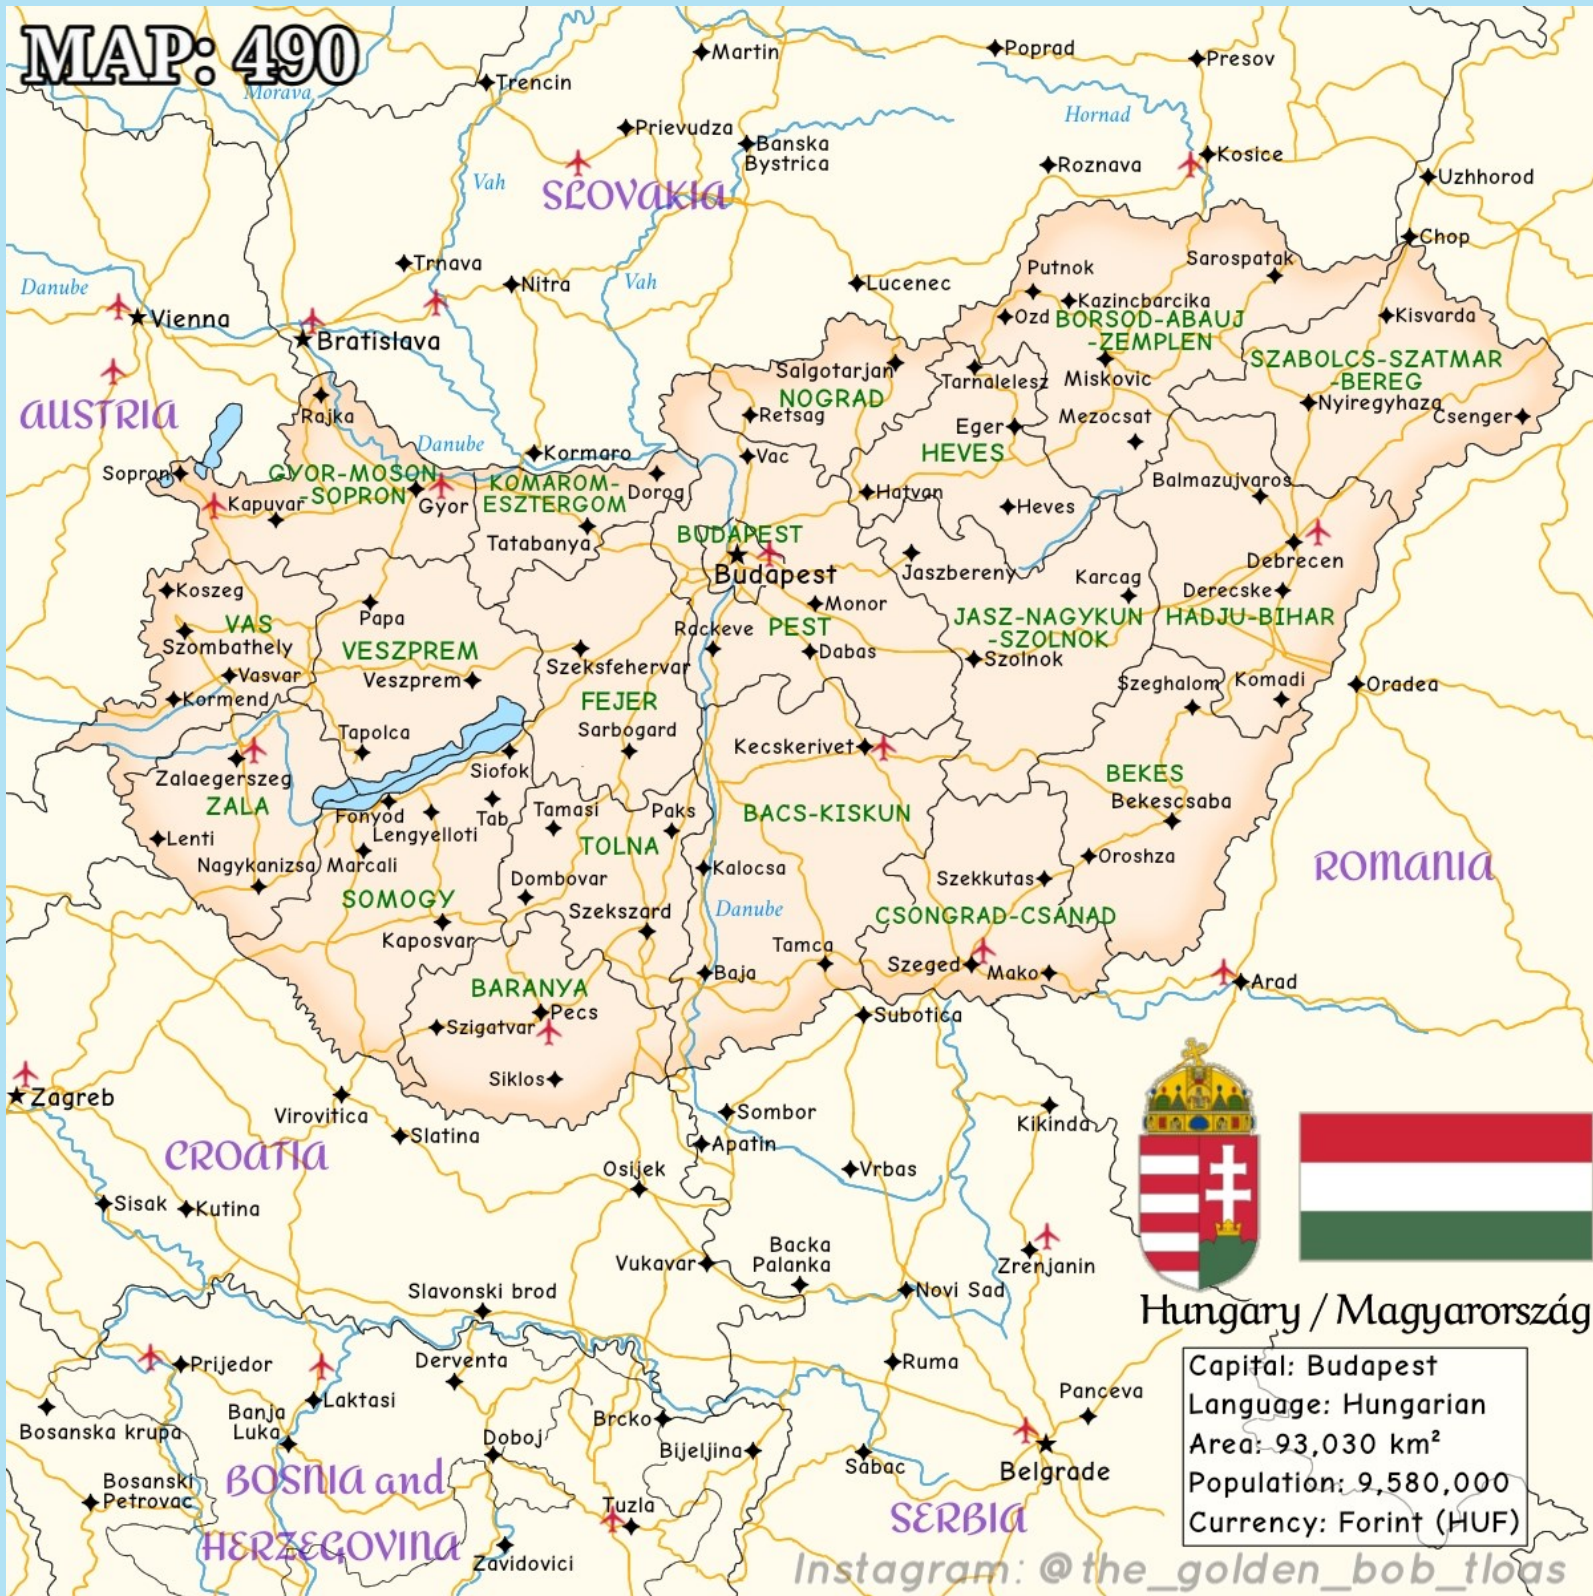 MAP: 490
Morava
Martin
Poprad
Presov
Trencin
Prievudza
Banska
Bystrica
Hornad
Roznava
Kosice
Uzhhorod
Vah
SLOVAKIA
Chop
Trnava
Nitra
Vah
Lucenec
Putnok
Sarospatak
Danube
Kazincbarcika
Vienna
Bratislava
Ozd
BORSOD-ABAUJ
-ZEMPLEN
Kisvarda
Salgotarjan
Tarnalelesz
Miskovic
SZABOLCS-SZATMAR
-BEREG
AUSTRIA
Rajka
NOGRAD
Retsag
Eger
Mezocsat
Nyiregyhaza
Csenger
Danube
Kormaro
Vac
HEVES
Sopron
GYOR-MOSON
-SOPRON
KOMAROM-
ESZTERGOM
Dorog
Hatvan
Balmazujvaros
Kapuvar
Gyor
Heves
Tatabanya
BUDAPEST
Budapest
Jaszbereny
Karcag
Debrecen
Koszeg
Papa
Monor
Derecske
VAS
Szombathely
VESZPREM
Rackeve
PEST
Dabas
JASZ-NAGYKUN
-SZOLNOK
HADJU-BIHAR
Szolnok
Vasvar
Veszprem
Szeksfehervar
Kormend
FEJER
Szeghalom
Komadi
Oradea
Tapolca
Sarbogard
Kecskerivet
Zalaegerszeg
Siofok
BEKES
ZALA
Fonyod
Lengyelloti
Tab
Tamasi
Paks
BACS-KISKUN
Bekescsaba
Lenti
TOLNA
Nagykanizsa
Marcali
Kalocsa
Oroshza
ROMANIA
SOMOGY
Dombovar
Szekkutas
Szekszard
Danube
CSONGRAD-CSANAD
Kaposvar
Tamca
Szeged
Mako
Baja
BARANYA
Arad
Szigatvar
Pecs
Subotica
Siklos
Zagreb
Virovitica
Slatina
Sombor
Kikinda
CROATIA
Apatin
Osijek
Vrbas
Sisak
Kutina
Vukavar
Backa
Palanka
Zrenjanin
Slavonski brod
Novi Sad
Hungary / Magyarország
Prijedor
Derventa
Ruma
Capital: Budapest
Language: Hungarian
Area: 93,030 km²
Population: 9,580,000
Currency: Forint (HUF)
Laktasi
Panceva
Bosanska krupa
Banja
Luka
Brcko
Doboj
Bijeljina
Sabac
Belgrade
Bosanski
Petrovac
BOSNIA and
HERZEGOVINA
Tuzla
SERBIA
Zavidovici
Instagram: @the_golden_bob_tloas